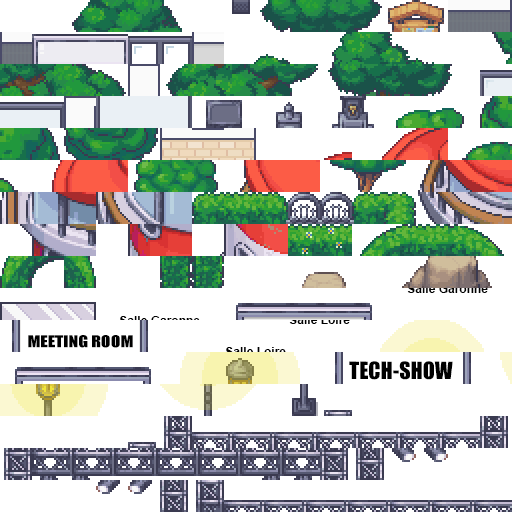 Salle Garonne
Salle Garonne
Salle Loire
MEETING ROOM
Salle Loire
TECH-SHOW